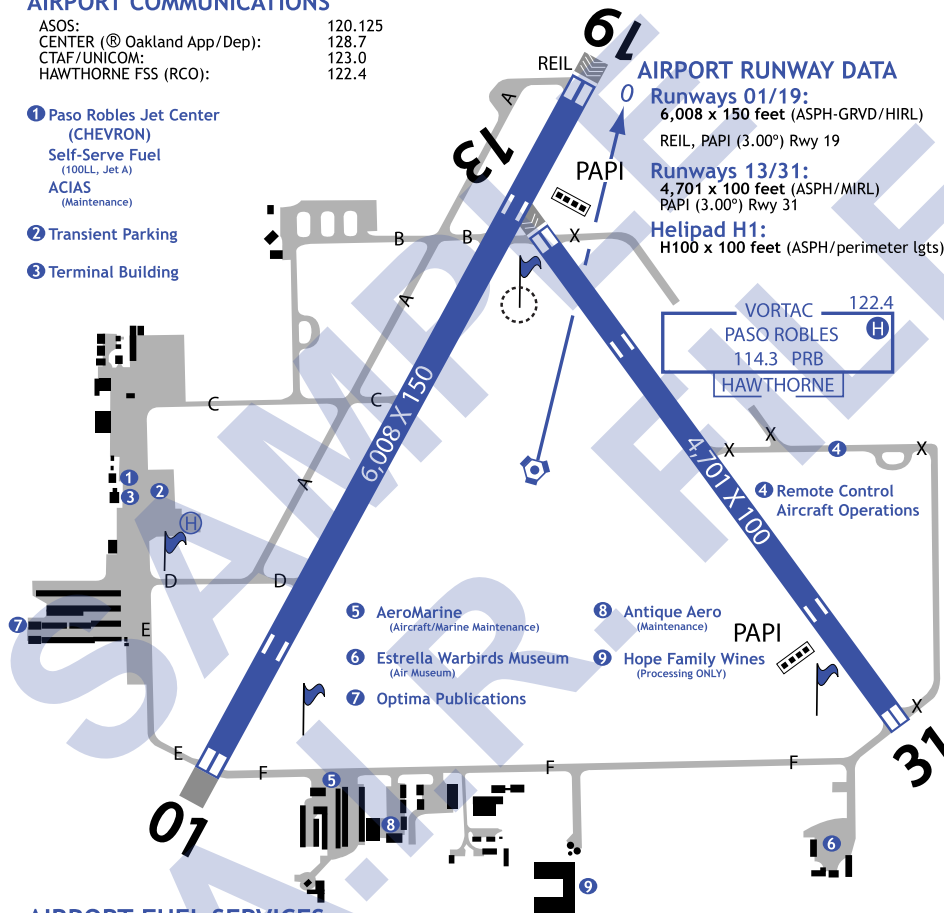 AIRPORT COMMUNICATIONS
ASOS: 120.125
CENTER (® Oakland App/Dep): 128.7
CTAF/UNICOM: 123.0
HAWTHORNE FSS (RCO): 122.4
1 Paso Robles Jet Center
(CHEVRON)
Self-Serve Fuel
(100LL, Jet A)
ACIAS
(Maintenance)
2 Transient Parking
3 Terminal Building
19
REIL
AIRPORT RUNWAY DATA
Runways 01/19:
6,008 x 150 feet (ASPH-GRVD/HIRL)
REIL, PAPI (3.00º) Rwy 19
Runways 13/31:
4,701 x 100 feet (ASPH/MIRL)
PAPI (3.00º) Rwy 31
Helipad H1:
H100 x 100 feet (ASPH/perimeter lgts)
0
A
13
PAPI
B
B
X
A
VORTAC
122.4
PASO ROBLES
H
114.3 PRB
HAWTHORNE
C
C
6,008 X 150
4,701 X 100
X
X
4
X
A
1
2
3
H
4 Remote Control
Aircraft Operations
D
D
E
7
5 AeroMarine
(Aircraft/Marine Maintenance)
6 Estrella Warbirds Museum
(Air Museum)
7 Optima Publications
8 Antique Aero
(Maintenance)
9 Hope Family Wines
(Processing ONLY)
PAPI
X
31
E
F
F
F
01
5
8
6
9
SAMPLE FILE
A.I.R. FILE
AIRPORT FUEL SERVICES